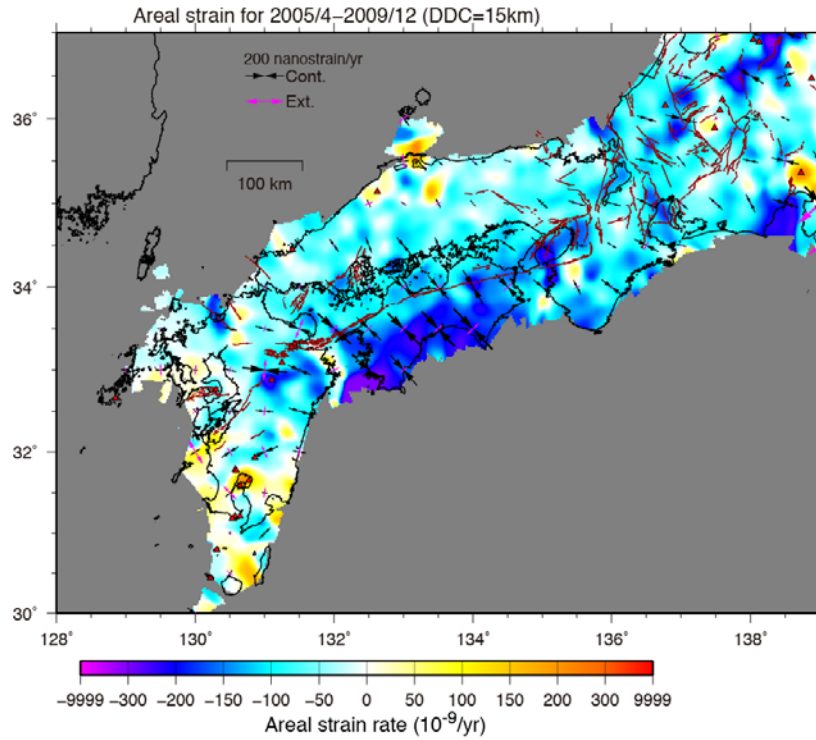 Areal strain for 2005/4−2009/12 (DDC=15km)
200 nanostrain/yr
Cont.
Ext.
100 km
36˚
34˚
32˚
30˚
128˚ 130˚ 132˚ 134˚ 136˚ 138˚
−9999 −300 −200 −150 −100 −50 0 50 100 150 200 300 9999
Areal strain rate (10⁻⁹/yr)